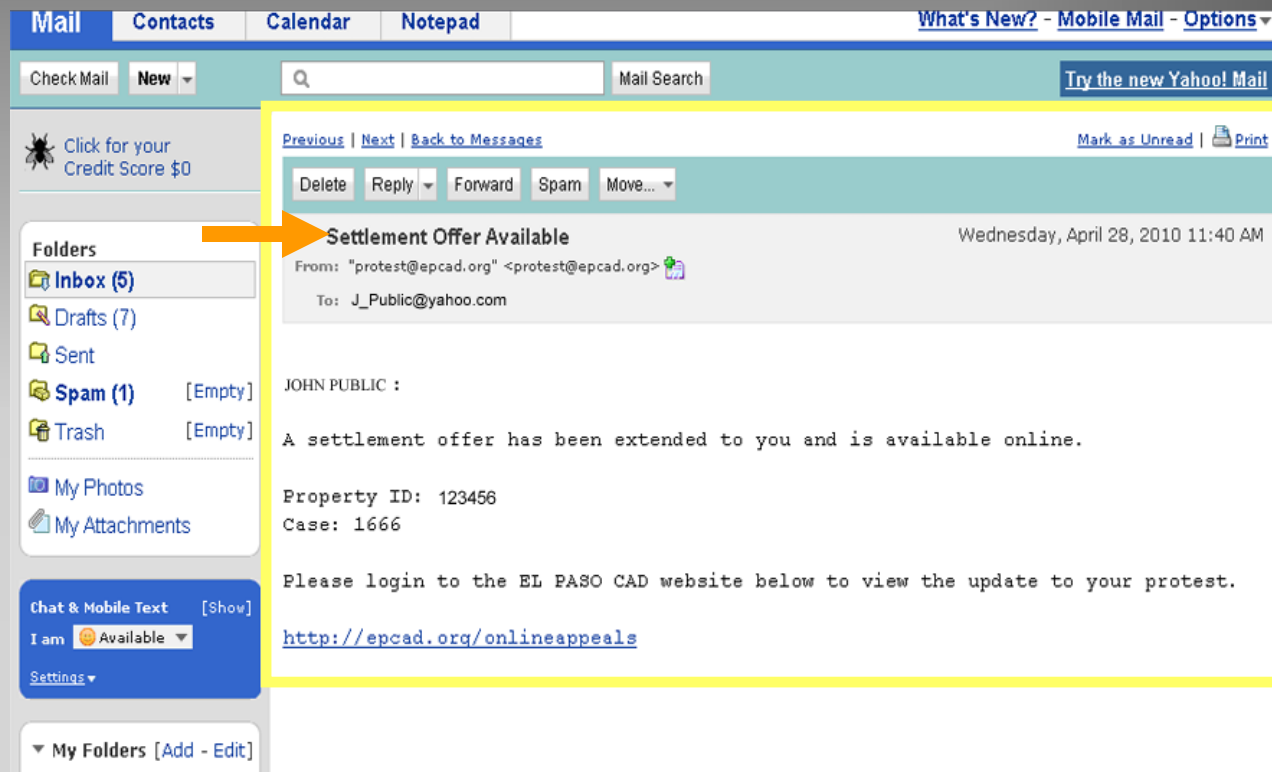 Mail Contacts Calendar Notepad What's New? - Mobile Mail - Options
Check Mail New Mail Search Try the new Yahoo! Mail
Click for your
Credit Score $0
Folders
Inbox (5)
Drafts (7)
Sent
Spam (1) [Empty]
Trash [Empty]
My Photos
My Attachments
Chat & Mobile Text [Show]
I am Available
Settings
My Folders [Add - Edit]
Previous | Next | Back to Messages Mark as Unread | Print
Delete Reply Forward Spam Move...
Settlement Offer Available Wednesday, April 28, 2010 11:40 AM
From: "protest@epcad.org" <protest@epcad.org>
To: J_Public@yahoo.com
JOHN PUBLIC :
A settlement offer has been extended to you and is available online.
Property ID: 123456
Case: 1666
Please login to the EL PASO CAD website below to view the update to your protest.
http://epcad.org/onlineappeals